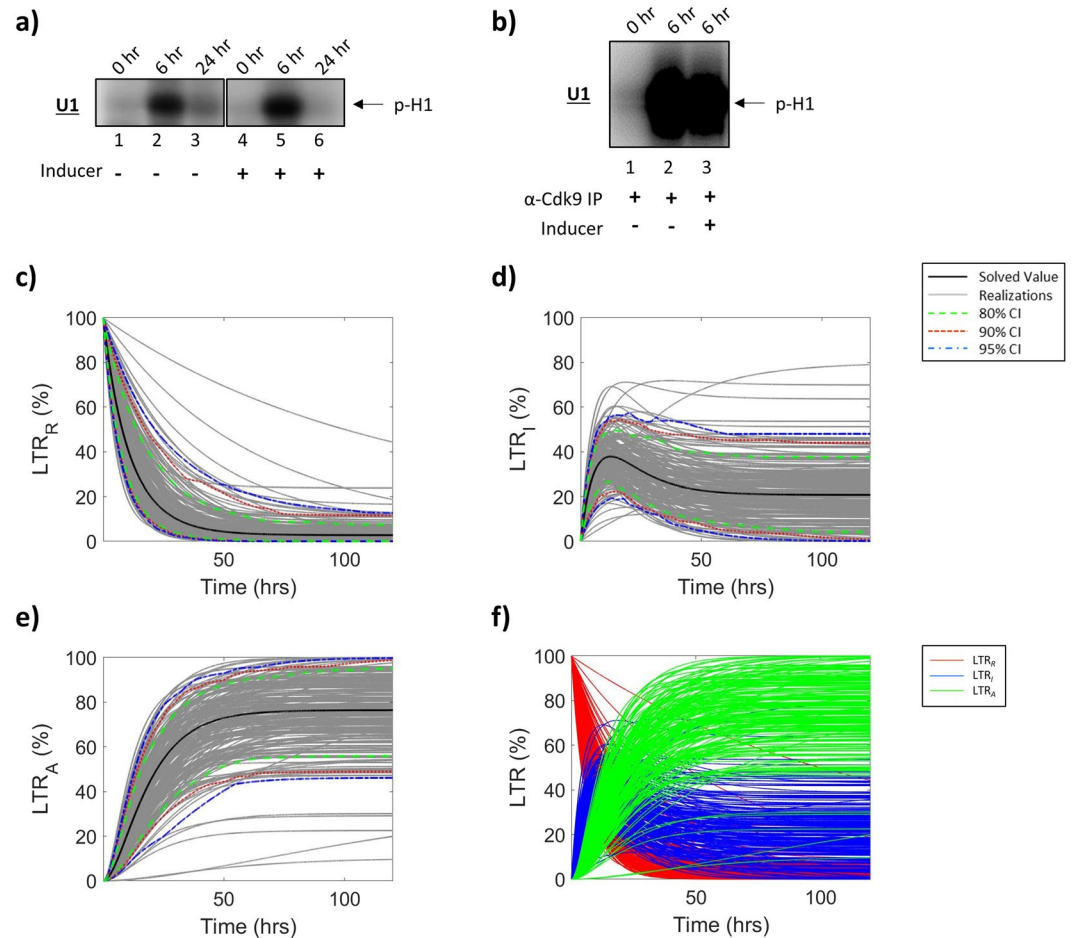 a)
0 hr 6 hr 24 hr 0 hr 6 hr 24 hr
U1
p-H1
1 2 3 4 5 6
Inducer - - - + + +
b)
0 hr 6 hr 6 hr
U1
p-H1
1 2 3
α-Cdk9 IP + + +
Inducer - - +
c)
LTR_R (%)
100
80
60
40
20
0
50 100
Time (hrs)
d)
LTR_I (%)
100
80
60
40
20
0
50 100
Time (hrs)
Solved Value
Realizations
80% CI
90% CI
95% CI
e)
LTR_A (%)
100
80
60
40
20
0
50 100
Time (hrs)
f)
LTR (%)
100
80
60
40
20
0
50 100
Time (hrs)
LTR_R
LTR_I
LTR_A